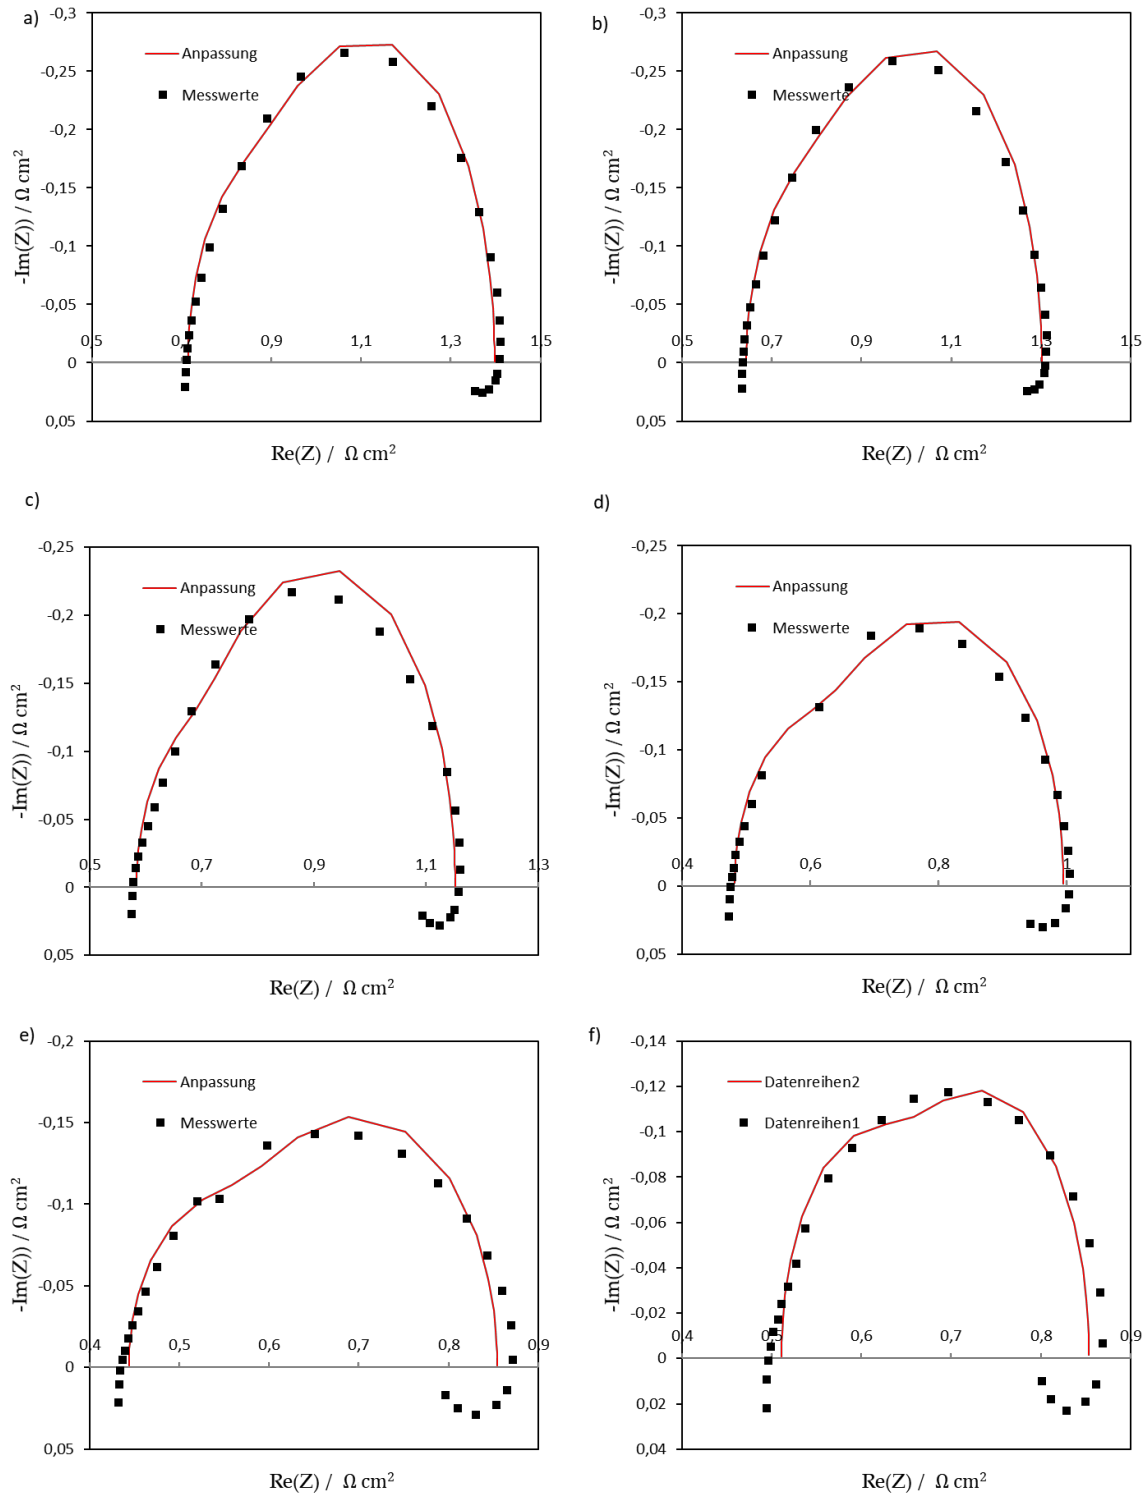 a)
-0,3
-0,25
-0,2
-0,15
-0,1
-0,05
0
0,05
-Im(Z)) / Ω cm²
Anpassung
Messwerte
0,5
0,7
0,9
1,1
1,3
1,5
Re(Z) / Ω cm²
b)
-0,3
-0,25
-0,2
-0,15
-0,1
-0,05
0
0,05
-Im(Z)) / Ω cm²
Anpassung
Messwerte
0,5
0,7
0,9
1,1
1,3
1,5
Re(Z) / Ω cm²
c)
-0,25
-0,2
-0,15
-0,1
-0,05
0
0,05
-Im(Z)) / Ω cm²
Anpassung
Messwerte
0,5
0,7
0,9
1,1
1,3
Re(Z) / Ω cm²
d)
-0,25
-0,2
-0,15
-0,1
-0,05
0
0,05
-Im(Z)) / Ω cm²
Anpassung
Messwerte
0,4
0,6
0,8
1
Re(Z) / Ω cm²
e)
-0,2
-0,15
-0,1
-0,05
0
0,05
-Im(Z)) / Ω cm²
Anpassung
Messwerte
0,4
0,5
0,6
0,7
0,8
0,9
Re(Z) / Ω cm²
f)
-0,14
-0,12
-0,1
-0,08
-0,06
-0,04
-0,02
0
0,02
0,04
-Im(Z)) / Ω cm²
Datenreihen2
Datenreihen1
0,4
0,5
0,6
0,7
0,8
0,9
Re(Z) / Ω cm²